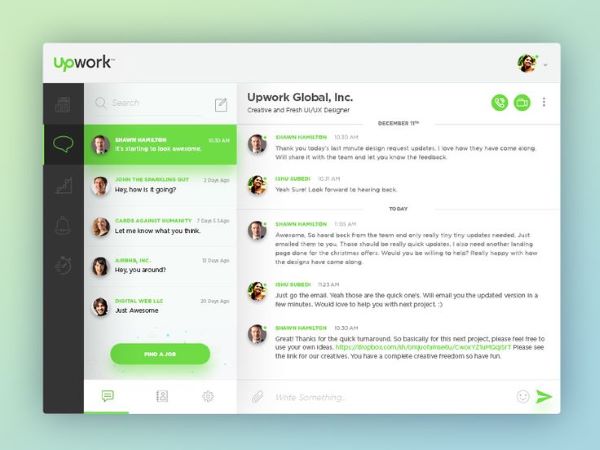 Upwork™
Search
Upwork Global, Inc.
Creative and Fresh UI/UX Designer
SHAWN HAMILTON 10:30 AM
It's starting to look awesome.
JOHN THE SPARKLING GUT 2 Days Ago
Hey, how is it going?
CARDS AGAINST HUMANITY 7 Days Ago
Let me know what you think.
AIRBNB, INC. 12 Days Ago
Hey, you around?
DIGITAL WEB LLC 20 Days Ago
Just Awesome
FIND A JOB
DECEMBER 11TH
SHAWN HAMILTON 10:30 AM
Thank you today's last minute design request updates. I love how they have come along.
Will share it with the team and let you know the feedback.
ISHU SUBEDI 10:31 AM
Yeah Sure! Look forward to hearing back.
TODAY
SHAWN HAMILTON 11:05 AM
Awesome, So heard back from the team and only really tiny tiny updates needed. Just
emailed them to you. Those should be really quick updates. I also need another landing
page done for the christmas offers. Would you be willing to help? Really happy with how
the designs have come along.
ISHU SUBEDI 11:23 AM
Just go the email. Yeah those are the quick one's. Will email you the updated version in a
few minutes. Would love to help you with next project. :)
SHAWN HAMILTON 10:30 AM
Great! Thanks for the quick turnaround. So basically for this next project, please feel free to
use your own ideas. Please see
the link for our creatives. You have a complete creative freedom so have fun.
Write Something...